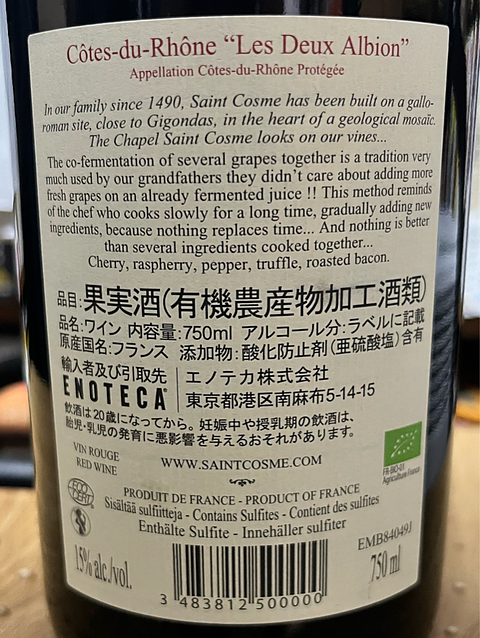 Côtes-du-Rhône “Les Deux Albion”
Appellation Côtes-du-Rhône Protégée
In our family since 1490, Saint Cosme has been built on a gallo-
roman site, close to Gigondas, in the heart of a geological mosaïc.
The Chapel Saint Cosme looks on our vines...
The co-fermentation of several grapes together is a tradition very
much used by our grandfathers they didn’t care about adding more
fresh grapes on an already fermented juice !! This method reminds
of the chef who cooks slowly for a long time, gradually adding new
ingredients, because nothing replaces time... And nothing is better
than several ingredients cooked together...
Cherry, raspberry, pepper, truffle, roasted bacon.
品目:果実酒(有機農産物加工酒類)
品名:ワイン 内容量:750ml アルコール分:ラベルに記載
原産国名:フランス 添加物:酸化防止剤(亜硫酸塩)含有
輸入者及び引取先
ENOTECA
エノテカ株式会社
東京都港区南麻布5-14-15
飲酒は20歳になってから。妊娠中や授乳期の飲酒は、
胎児・乳児の発育に悪影響を与えるおそれがあります。
VIN ROUGE
RED WINE
WWW.SAINTCOSME.COM
FR-BIO-01
Agriculture France
ECO
CERT
PRODUIT DE FRANCE - PRODUCT OF FRANCE
Sisältää sulfiitteja - Contains Sulfites - Contient des sulfites
Enthälte Sulfite - Innehäller sulfiter
EMB84049J
15% alc./vol.
750 ml
3 483812 500000